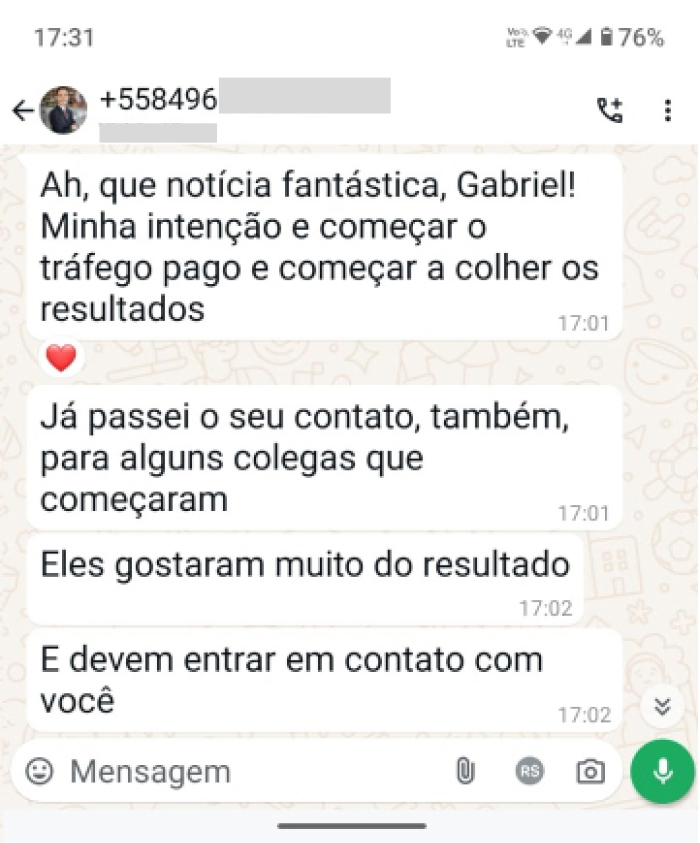 17:31
Vo)) LTE 4G 76%
+558496
Ah, que notícia fantástica, Gabriel!
Minha intenção e começar o
tráfego pago e começar a colher os
resultados
17:01
Já passei o seu contato, também,
para alguns colegas que
começaram
17:01
Eles gostaram muito do resultado
17:02
E devem entrar em contato com
você
17:02
Mensagem
RS